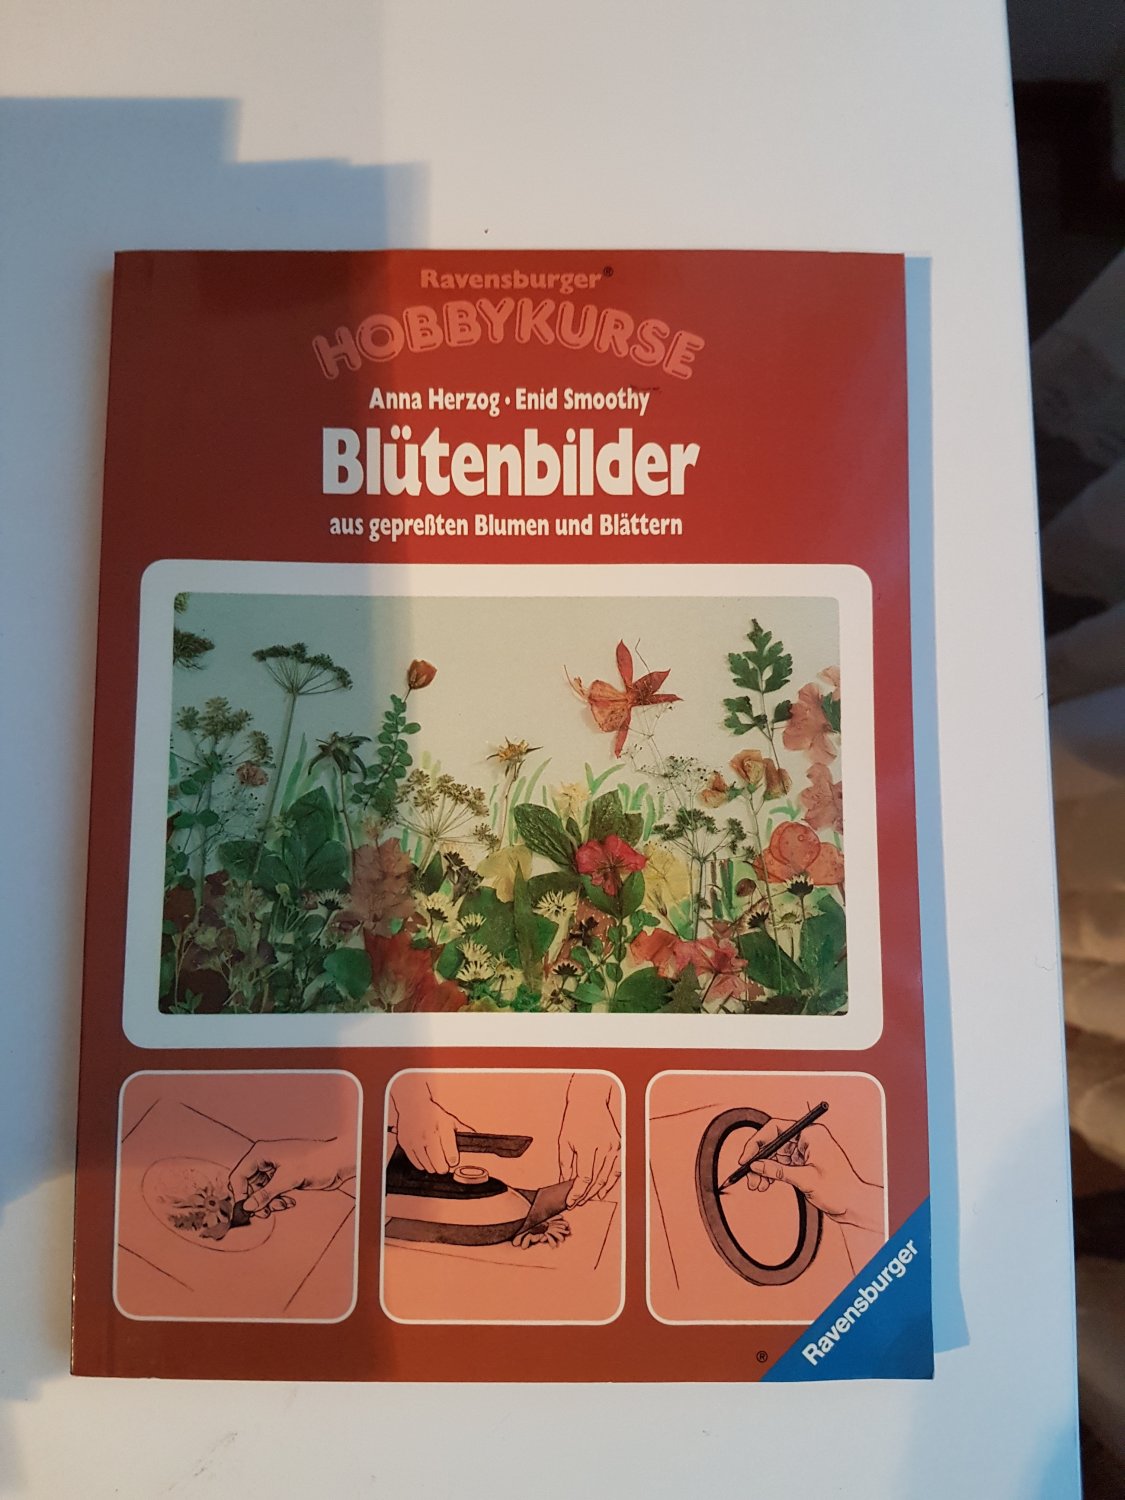 Ravensburger®
HOBBYKURSE
Anna Herzog • Enid Smoothy
Blütenbilder
aus gepreßten Blumen und Blättern
Ravensburger
®